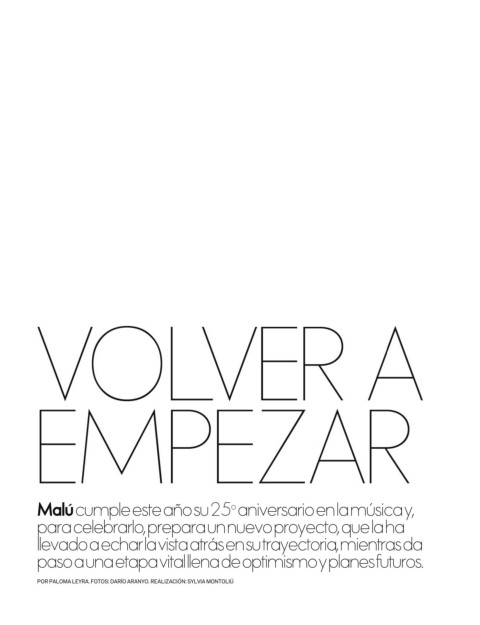 VOLVER A
EMPEZAR
Malú cumple este año su 25º aniversario en la música y,
para celebrarlo, prepara un nuevo proyecto, que la ha
llevado a echar la vista atrás en su trayectoria, mientras da
paso a una etapa vital llena de optimismo y planes futuros.
POR PALOMA LEYRA. FOTOS: DARÍO ARANYO. REALIZACIÓN: SYLVIA MONTOLIÚ